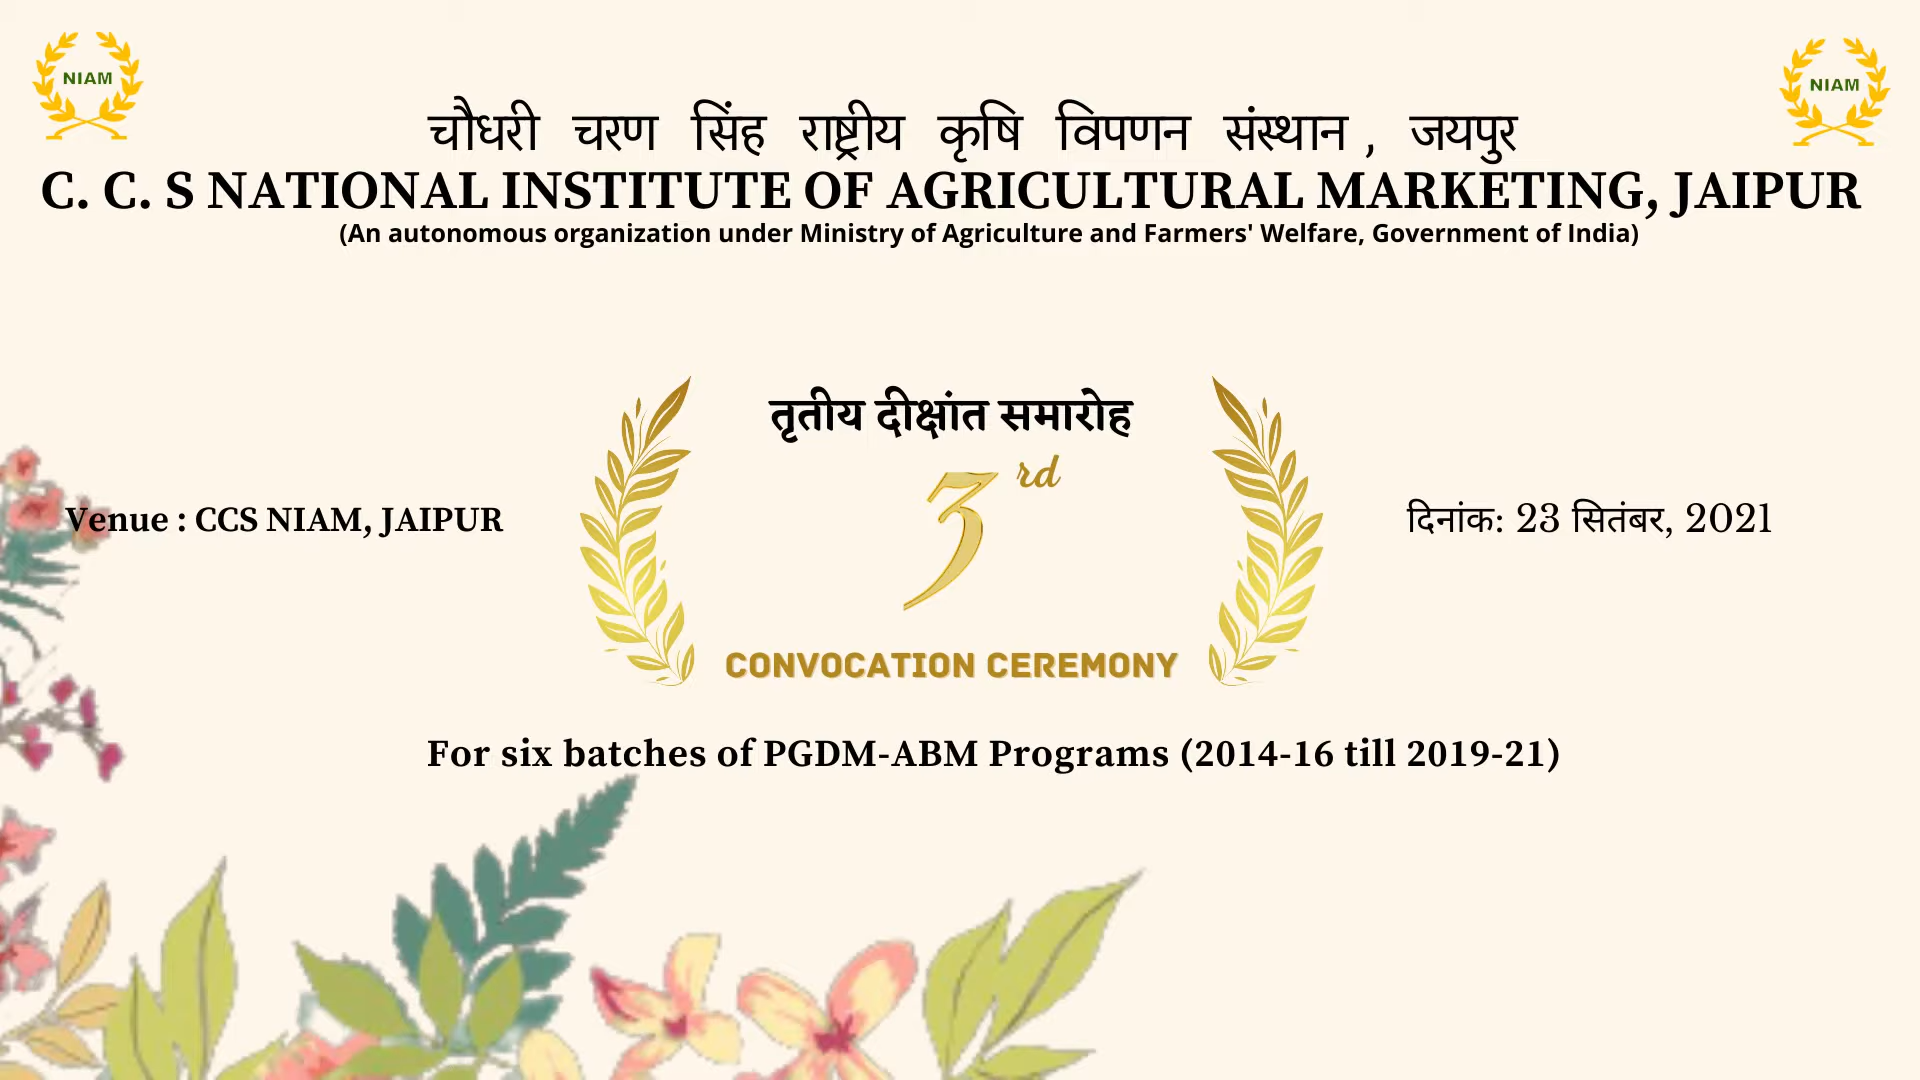 NIAM
NIAM
चौधरी चरण सिंह राष्ट्रीय कृषि विपणन संस्थान , जयपुर
C. C. S NATIONAL INSTITUTE OF AGRICULTURAL MARKETING, JAIPUR
(An autonomous organization under Ministry of Agriculture and Farmers' Welfare, Government of India)
तृतीय दीक्षांत समारोह
3 rd
Venue : CCS NIAM, JAIPUR
दिनांक: 23 सितंबर, 2021
CONVOCATION CEREMONY
For six batches of PGDM-ABM Programs (2014-16 till 2019-21)